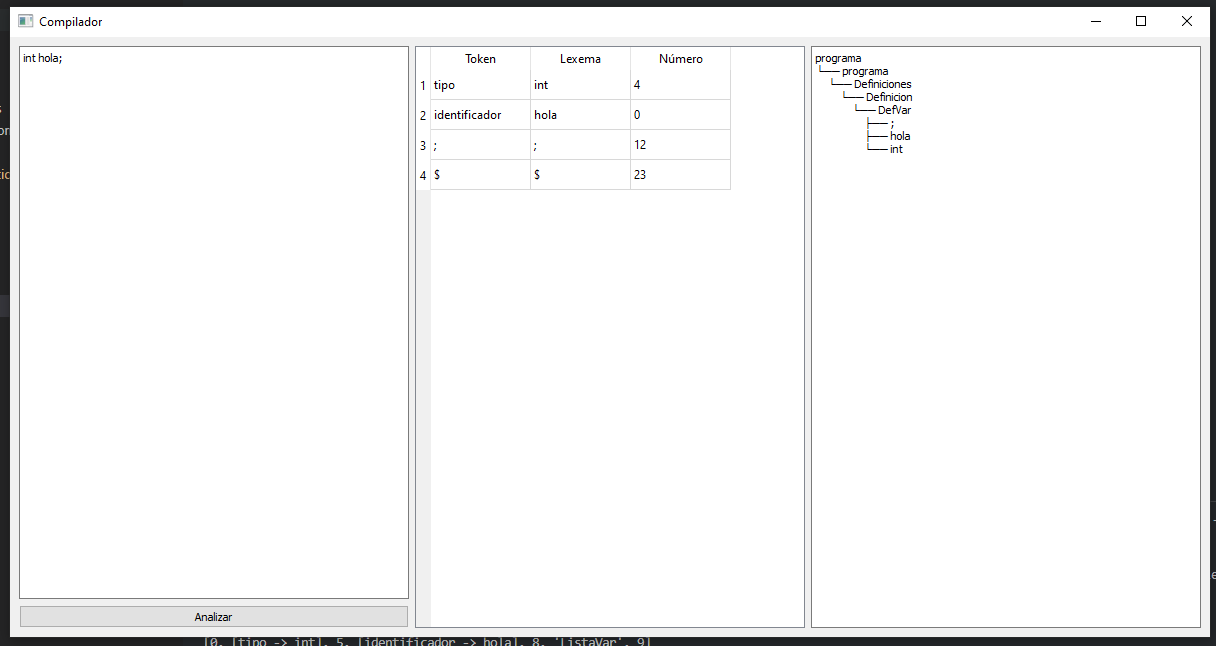 Compilador
int hola;
Analizar
Token Lexema Número
1 tipo int 4
2 identificador hola 0
3 ; ; 12
4 $ $ 23
programa
└── programa
└── Definiciones
└── Definicion
└── DefVar
├── ;
├── hola
└── int
[0, [tipo -> int], 5, [identificador -> hola], 8, 'listaVar', 9]